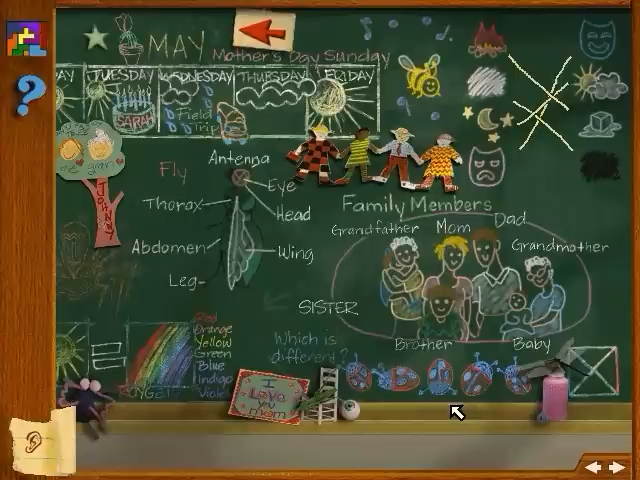 MAY
Mother's Day Sunday
TUESDAY
WEDNESDAY
THURSDAY
FRIDAY
SARAH
Field
Trip
JOHNNY
Fly
Antenna
Eye
Head
Thorax
Abdomen
Wing
Leg
Family Members
Grandfather
Mom
Dad
Grandmother
SISTER
Brother
Baby
Red
Orange
Yellow
Green
Blue
Indigo
Violet
Which is
different?
I
Love
you
mom